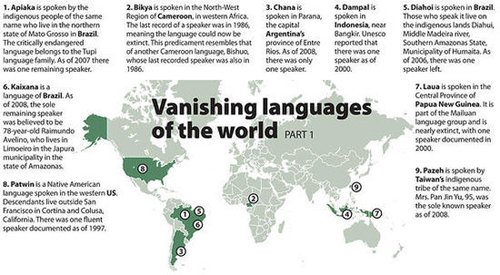 1. Apiaka is spoken by the
indigenous people of the same
name who live in the northern
state of Mato Grosso in Brazil.
The critically endangered
language belongs to the Tupi
language family. As of 2007 there
was one remaining speaker.
2. Bikya is spoken in the North-West
Region of Cameroon, in western Africa.
The last record of a speaker was in 1986,
meaning the language could now be
extinct. This predicament resembles that
of another Cameroon language, Bishuo,
whose last recorded speaker was also in
1986.
3. Chana is
spoken in Parana,
the capital
Argentina's
province of Entre
Rios. As of 2008,
there was only
one speaker.
4. Dampal is
spoken in
Indonesia, near
Bangkir. Unesco
reported that
there was one
speaker as of
2000.
5. Diahoi is spoken in Brazil.
Those who speak it live on
the indigenous lands Diahui,
Middle Madeira river,
Southern Amazonas State,
Municipality of Humaita. As of
2006, there was one
speaker left.
6. Kaixana is a
language of Brazil. As
of 2008, the sole
remaining speaker
was believed to be
78-year-old Raimundo
Avelino, who lives in
Limoeiro in the Japura
municipality in the
state of Amazonas.
Vanishing languages
of the world PART 1
7. Laua is spoken in the
Central Province of
Papua New Guinea. It is
part of the Mailuan
language group and is
nearly extinct, with one
speaker documented in
2000.
8. Patwin is a Native American
language spoken in the western US.
Descendants live outside San
Francisco in Cortina and Colusa,
California. There was one fluent
speaker documented as of 1997.
9. Pazeh is spoken by
Taiwan's indigenous
tribe of the same name.
Mrs. Pan Jin Yu, 95, was
the sole known speaker
as of 2008.
8
2
9
1
5
6
4
7
3